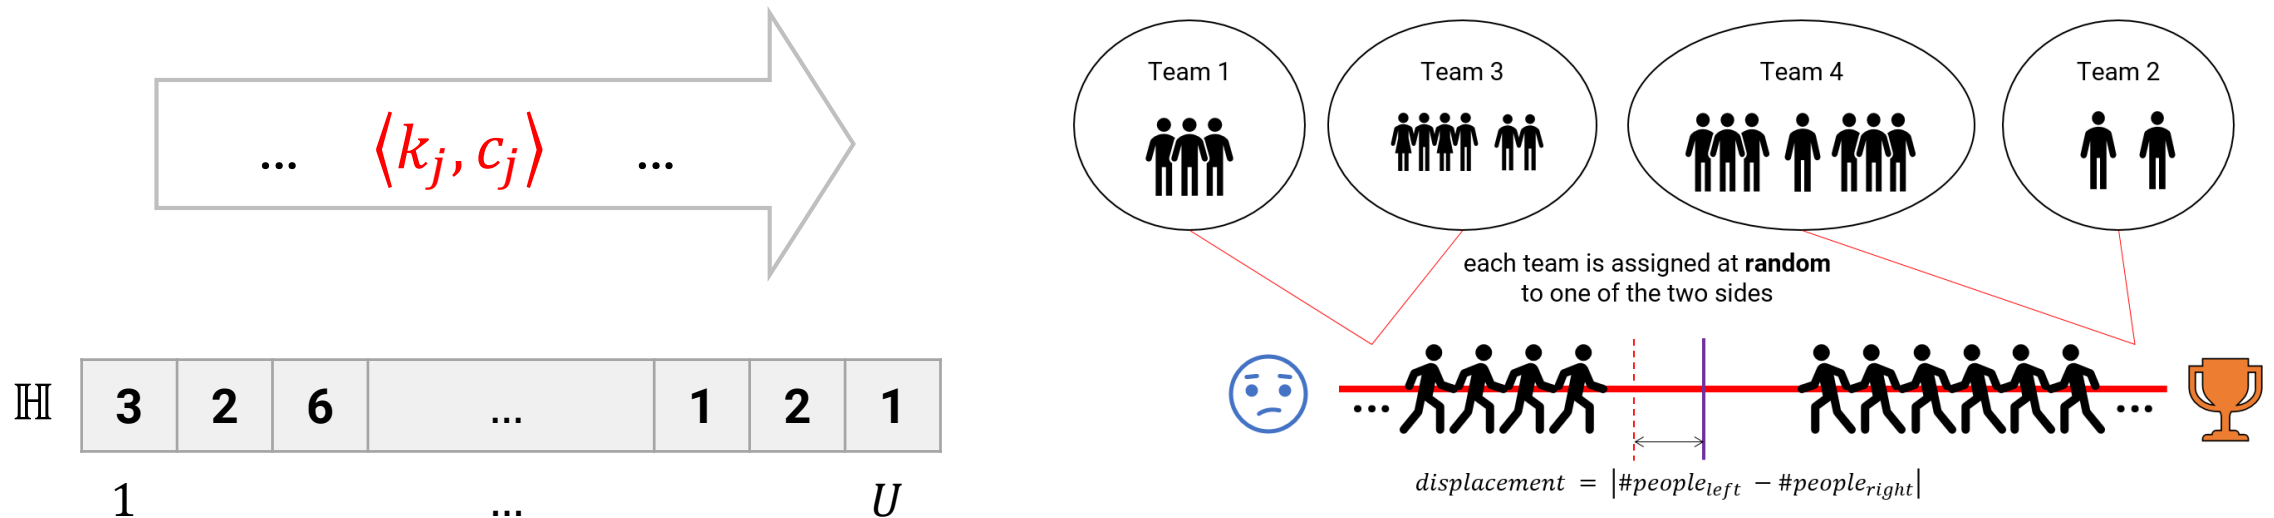 ... ⟨k_j, c_j⟩ ...
ℍ 3 2 6 ... 1 2 1
1 ... U
Team 1
Team 3
Team 4
Team 2
each team is assigned at random
to one of the two sides
... ...
displacement = |#people_left − #people_right|